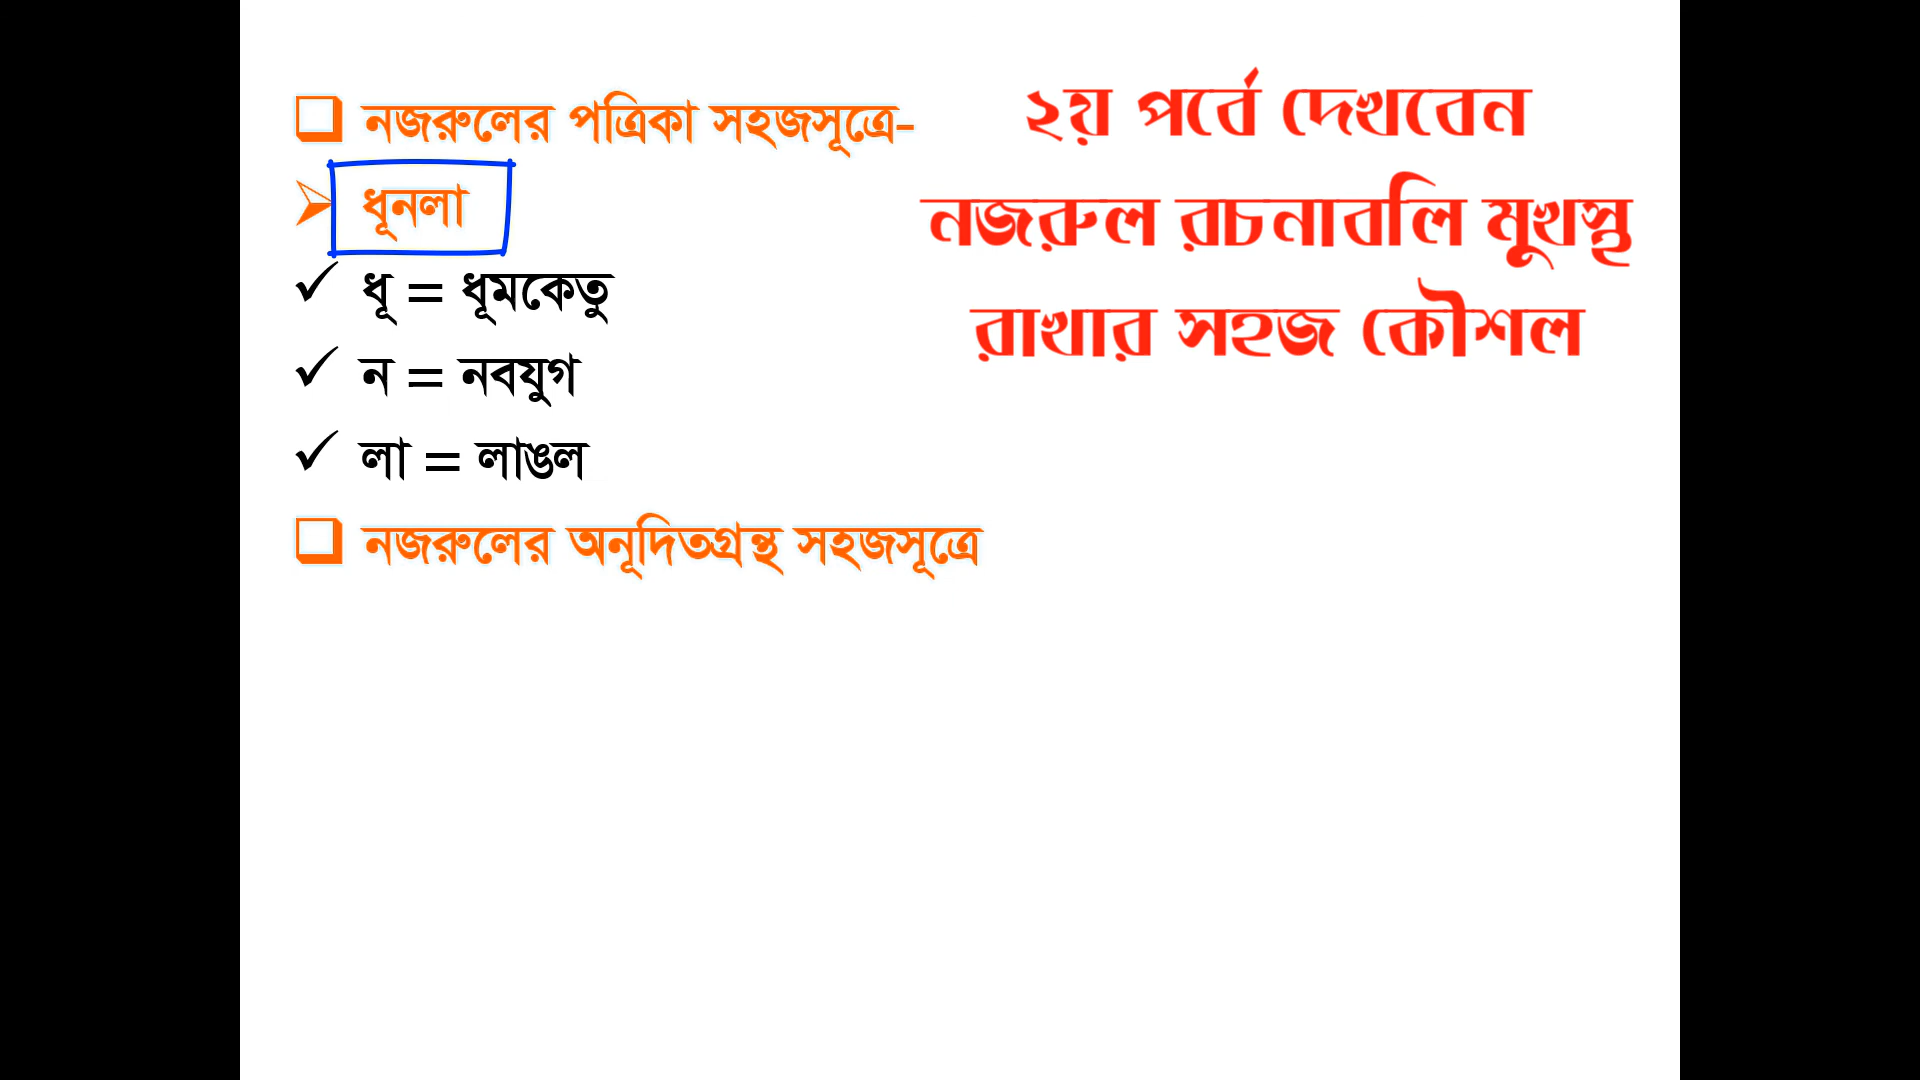 নজরুলের পত্রিকা সহজসূত্রে-
ধূনলা
ধূ = ধূমকেতু
ন = নবযুগ
লা = লাঙল
নজরুলের অনূদিতগ্রন্থ সহজসূত্রে
২য় পর্বে দেখবেন
নজরুল রচনাবলি মুখস্থ
রাখার সহজ কৌশল